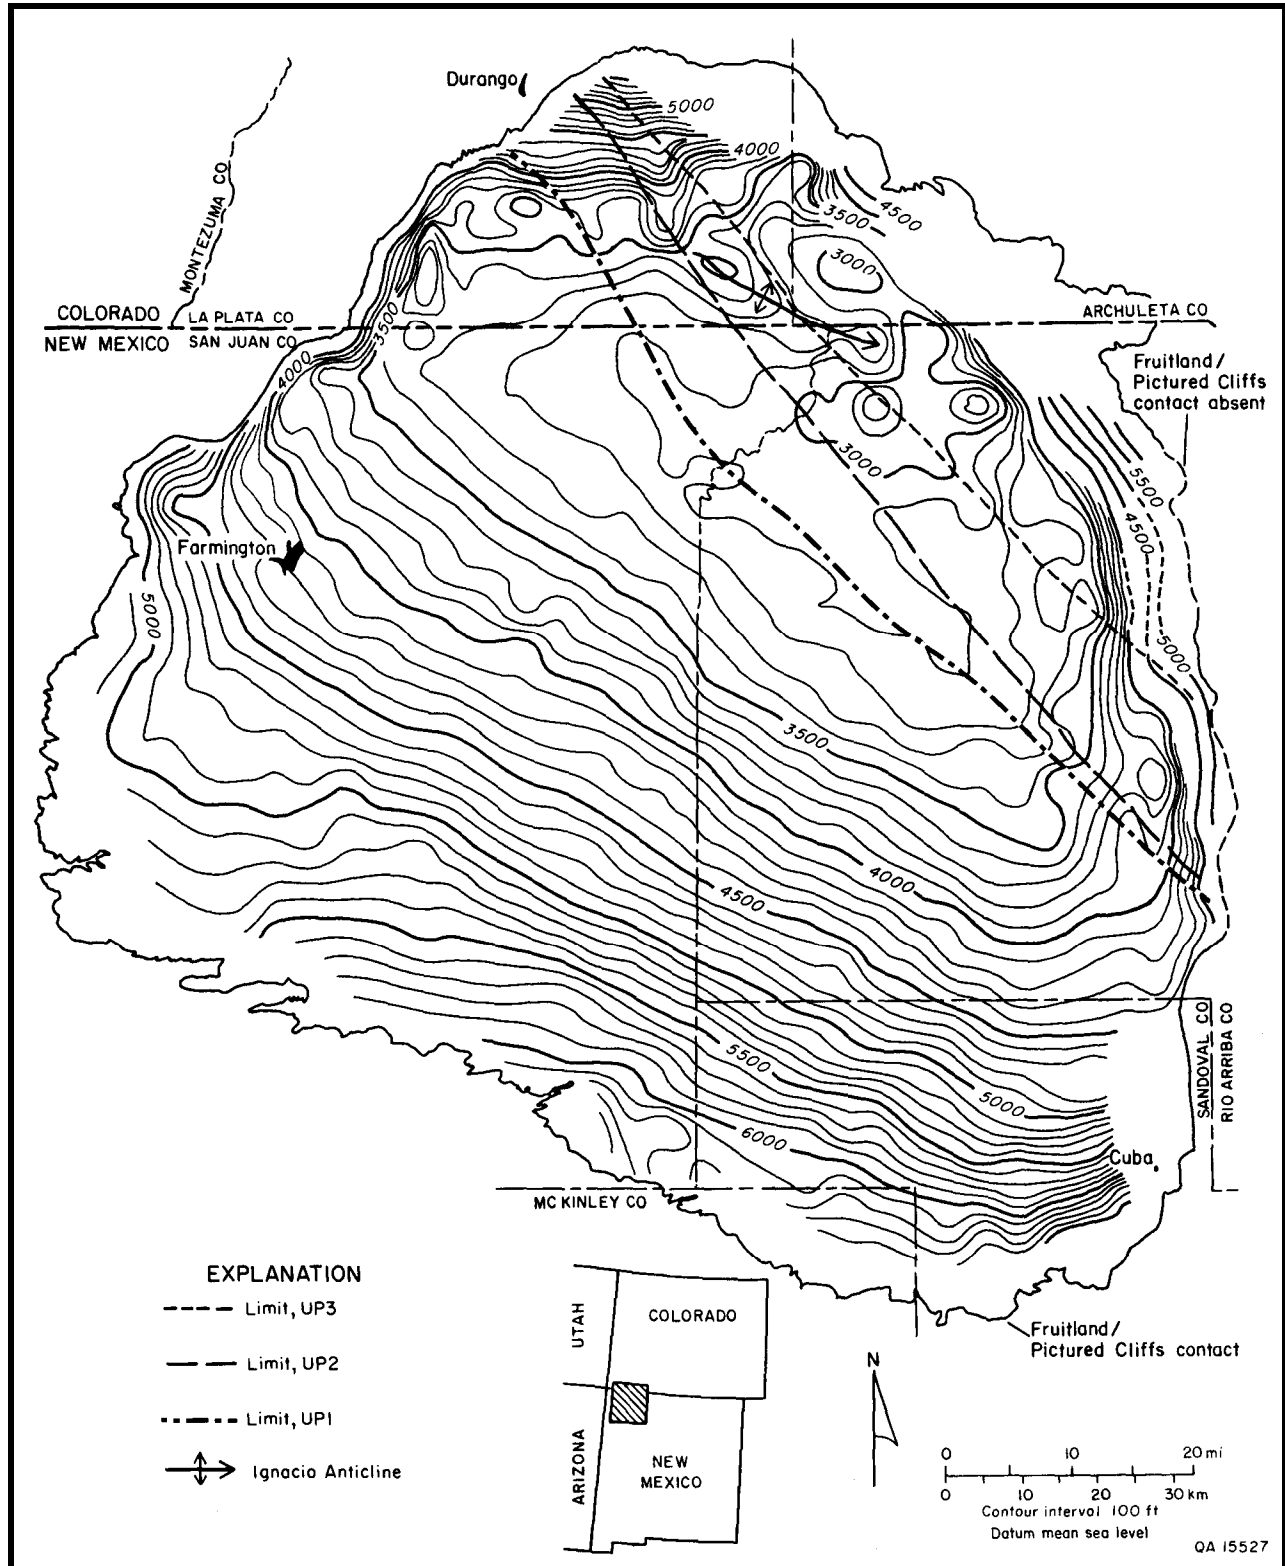 Durango
5000
4000
MONTEZUMA CO
4500
3500
3000
COLORADO
LA PLATA CO
ARCHULETA CO
NEW MEXICO
SAN JUAN CO
3500
4000
Fruitland/
Pictured Cliffs
contact absent
3000
5500
4500
Farmington
5000
5000
3500
4000
4500
SANDOVAL CO
RIO ARRIBA CO
5500
5000
6000
Cuba
MC KINLEY CO
EXPLANATION
Limit, UP3
Limit, UP2
Limit, UP1
Ignacio Anticline
UTAH
COLORADO
ARIZONA
NEW
MEXICO
Fruitland/
Pictured Cliffs contact
N
0 10 20 mi
0 10 20 30 km
Contour interval 100 ft
Datum mean sea level
QA 15527